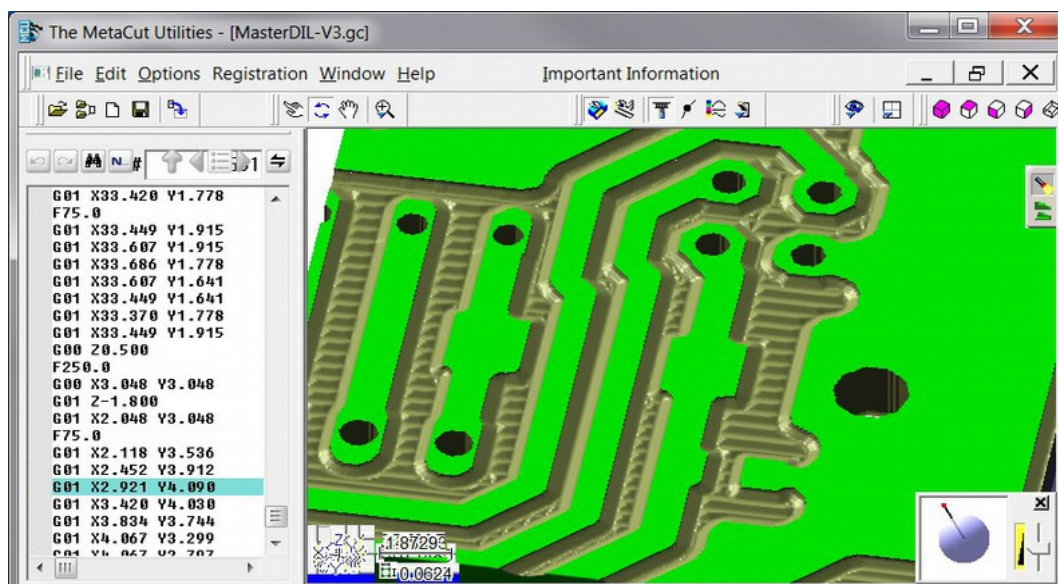 The MetaCut Utilities - [MasterDIL-V3.gc]
File Edit Options Registration Window Help Important Information
N.. #
G01 X33.420 Y1.778
F75.0
G01 X33.449 Y1.915
G01 X33.607 Y1.915
G01 X33.686 Y1.778
G01 X33.607 Y1.641
G01 X33.449 Y1.641
G01 X33.370 Y1.778
G01 X33.449 Y1.915
G00 Z0.500
F250.0
G00 X3.048 Y3.048
G01 Z-1.800
G01 X2.048 Y3.048
F75.0
G01 X2.118 Y3.536
G01 X2.452 Y3.912
G01 X2.921 Y4.090
G01 X3.420 Y4.030
G01 X3.834 Y3.744
G01 X4.067 Y3.299
G01 X4.067 Y2.797
1.87293
0.0624